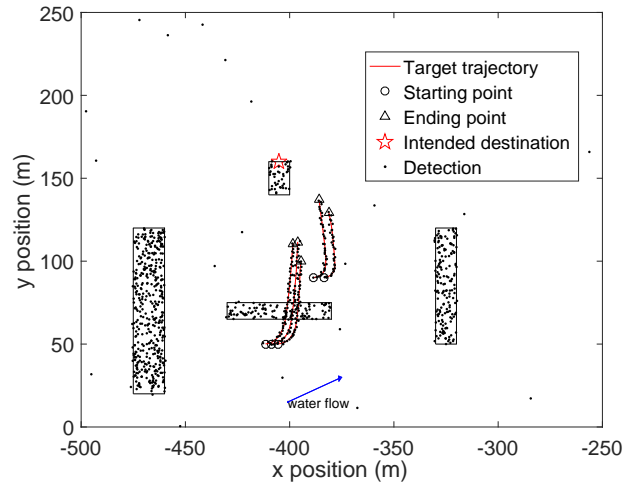 250
200
150
100
50
0
y position (m)
Target trajectory
Starting point
Ending point
Intended destination
Detection
water flow
-500 -450 -400 -350 -300 -250
x position (m)